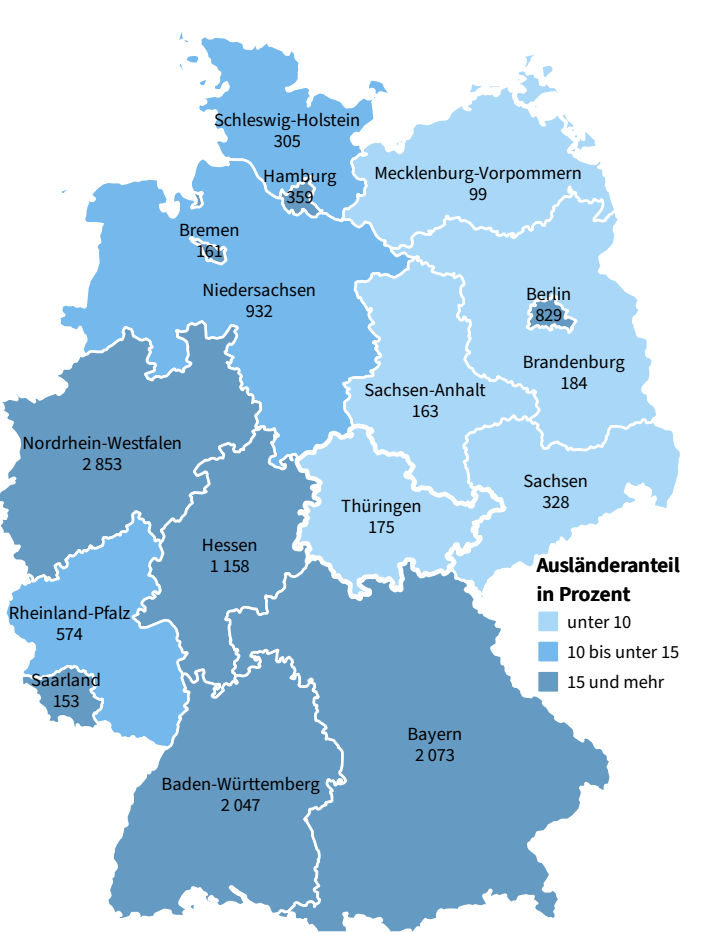 Schleswig-Holstein
305
Mecklenburg-Vorpommern
99
Hamburg
359
Bremen
161
Niedersachsen
932
Berlin
829
Brandenburg
184
Sachsen-Anhalt
163
Nordrhein-Westfalen
2 853
Sachsen
328
Thüringen
175
Hessen
1 158
Ausländeranteil
in Prozent
unter 10
10 bis unter 15
15 und mehr
Rheinland-Pfalz
574
Saarland
153
Bayern
2 073
Baden-Württemberg
2 047